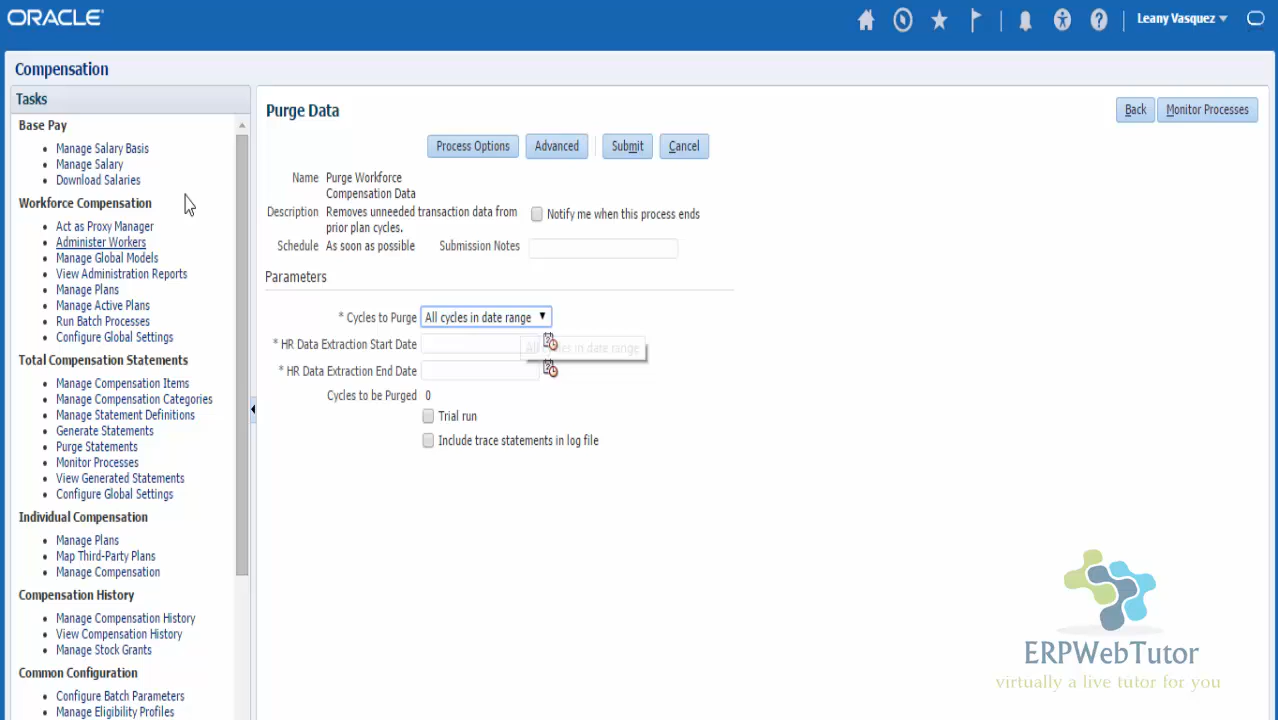 ORACLE
Leany Vasquez
Compensation
Tasks
Base Pay
Manage Salary Basis
Manage Salary
Download Salaries
Workforce Compensation
Act as Proxy Manager
Administer Workers
Manage Global Models
View Administration Reports
Manage Plans
Manage Active Plans
Run Batch Processes
Configure Global Settings
Total Compensation Statements
Manage Compensation Items
Manage Compensation Categories
Manage Statement Definitions
Generate Statements
Purge Statements
Monitor Processes
View Generated Statements
Configure Global Settings
Individual Compensation
Manage Plans
Map Third-Party Plans
Manage Compensation
Compensation History
Manage Compensation History
View Compensation History
Manage Stock Grants
Common Configuration
Configure Batch Parameters
Manage Eligibility Profiles
Purge Data
Back Monitor Processes
Process Options Advanced Submit Cancel
Name Purge Workforce
Compensation Data
Description Removes unneeded transaction data from
prior plan cycles.
Notify me when this process ends
Schedule As soon as possible Submission Notes
Parameters
* Cycles to Purge All cycles in date range
* HR Data Extraction Start Date
All cycles in date range
* HR Data Extraction End Date
Cycles to be Purged 0
Trial run
Include trace statements in log file
ERPWebTutor
virtually a live tutor for you